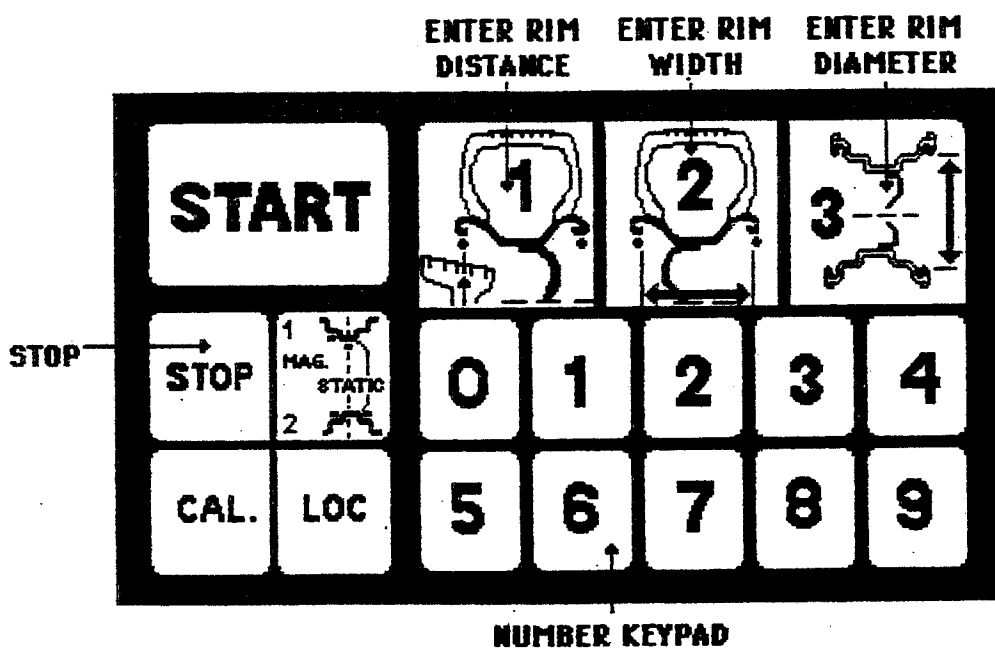 ENTER RIM
DISTANCE
ENTER RIM
WIDTH
ENTER RIM
DIAMETER
START
1
2
3
STOP
STOP
1
MAG.
STATIC
2
0
1
2
3
4
CAL.
LOC
5
6
7
8
9
NUMBER KEYPAD